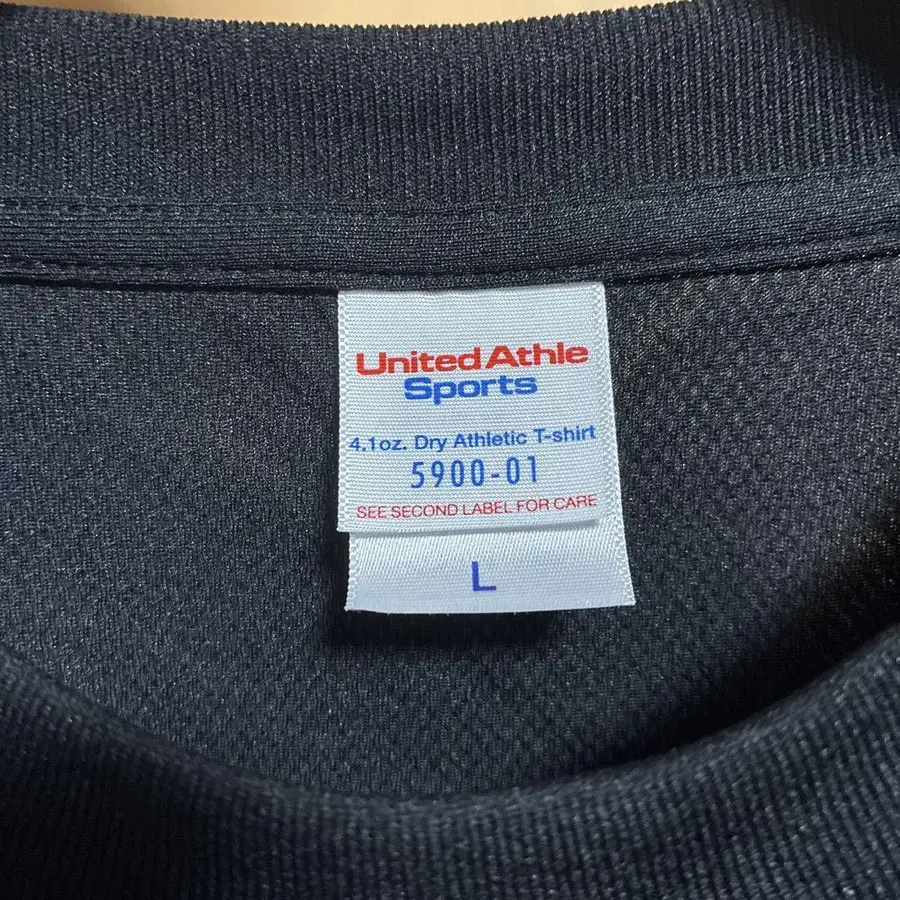 United Athle
Sports
4.1oz. Dry Athletic T-shirt
5900-01
SEE SECOND LABEL FOR CARE
L